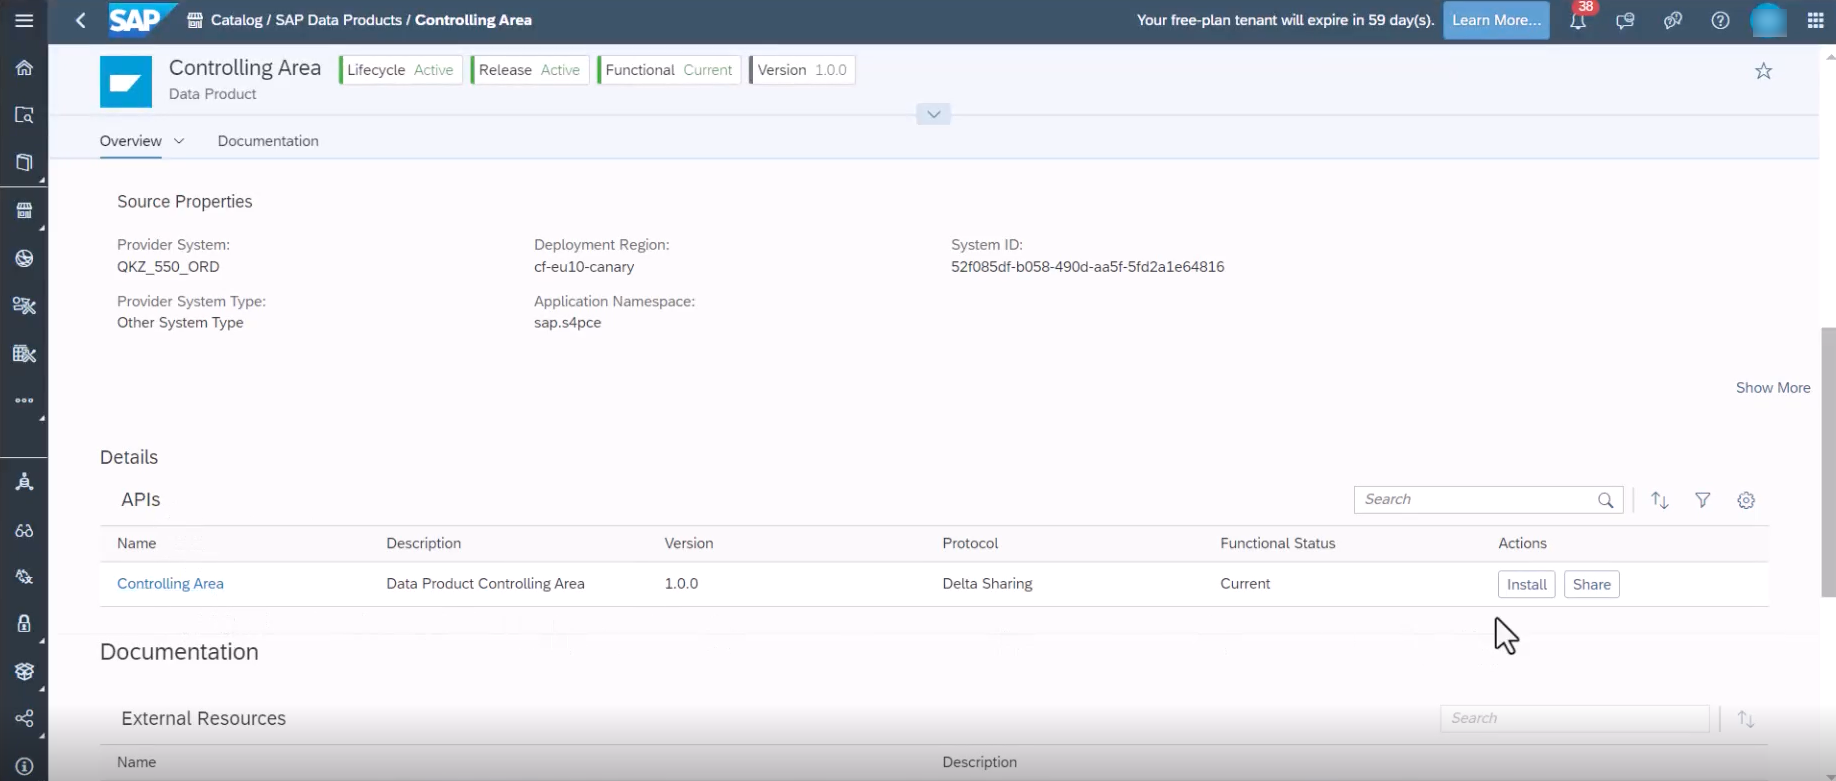 SAP Catalog / SAP Data Products / Controlling Area
Your free-plan tenant will expire in 59 day(s). Learn More... 38
Controlling Area
Lifecycle Active
Release Active
Functional Current
Version 1.0.0
Data Product
Overview
Documentation
Source Properties
Provider System:
QKZ_550_ORD
Deployment Region:
cf-eu10-canary
System ID:
52f085df-b058-490d-aa5f-5fd2a1e64816
Provider System Type:
Other System Type
Application Namespace:
sap.s4pce
Show More
Details
APIs
Search
Name Description Version Protocol Functional Status Actions
Controlling Area Data Product Controlling Area 1.0.0 Delta Sharing Current Install Share
Documentation
External Resources
Search
Name Description